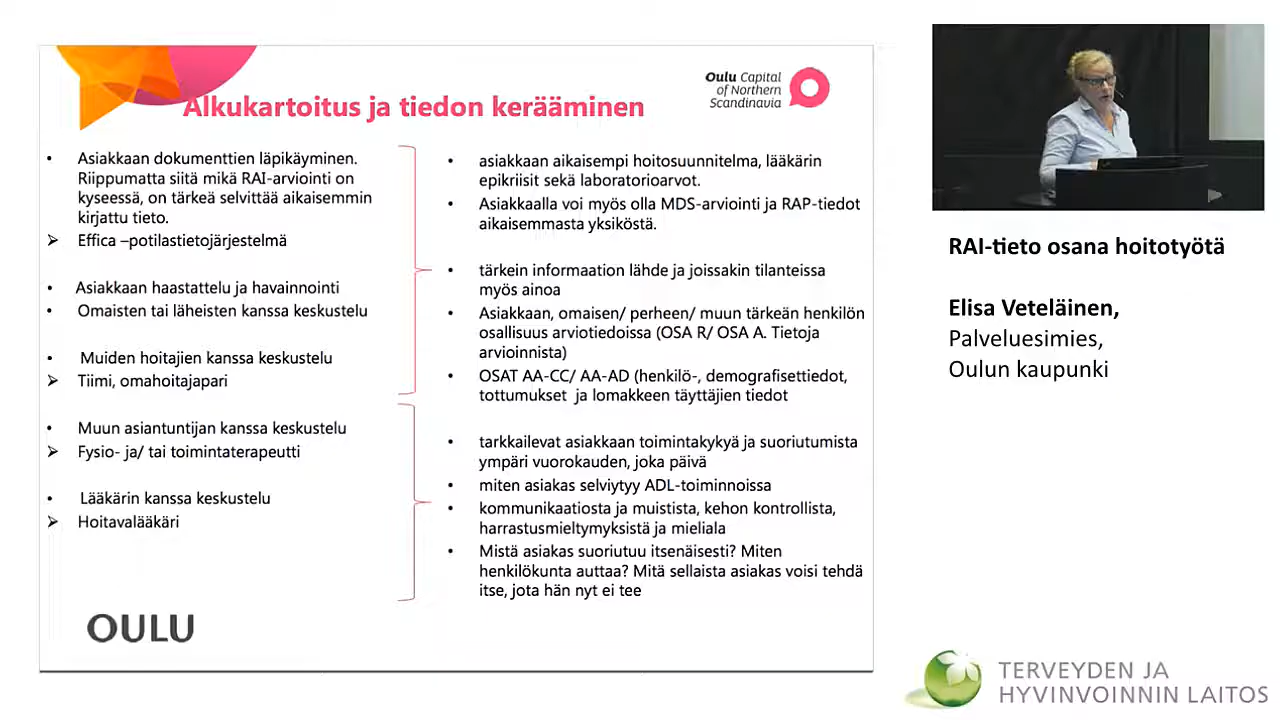 Alkukartoitus ja tiedon kerääminen
Oulu Capital
of Northern
Scandinavia
• Asiakkaan dokumenttien läpikäyminen.
Riippumatta siitä mikä RAI-arviointi on
kyseessä, on tärkeä selvittää aikaisemmin
kirjattu tieto.
➢ Effica –potilastietojärjestelmä
• Asiakkaan haastattelu ja havainnointi
• Omaisten tai läheisten kanssa keskustelu
• Muiden hoitajien kanssa keskustelu
➢ Tiimi, omahoitajapari
• Muun asiantuntijan kanssa keskustelu
➢ Fysio- ja/ tai toimintaterapeutti
• Lääkärin kanssa keskustelu
➢ Hoitavalääkäri
• asiakkaan aikaisempi hoitosuunnitelma, lääkärin
epikriisit sekä laboratorioarvot.
• Asiakkaalla voi myös olla MDS-arviointi ja RAP-tiedot
aikaisemmasta yksiköstä.
• tärkein informaation lähde ja joissakin tilanteissa
myös ainoa
• Asiakkaan, omaisen/ perheen/ muun tärkeän henkilön
osallisuus arviotiedoissa (OSA R/ OSA A. Tietoja
arvioinnista)
• OSAT AA-CC/ AA-AD (henkilö-, demografisettiedot,
tottumukset ja lomakkeen täyttäjien tiedot
• tarkkailevat asiakkaan toimintakykyä ja suoriutumista
ympäri vuorokauden, joka päivä
• miten asiakas selviytyy ADL-toiminnoissa
• kommunikaatiosta ja muistista, kehon kontrollista,
harrastusmieltymyksistä ja mieliala
• Mistä asiakas suoriutuu itsenäisesti? Miten
henkilökunta auttaa? Mitä sellaista asiakas voisi tehdä
itse, jota hän nyt ei tee
OULU
RAI-tieto osana hoitotyötä
Elisa Veteläinen,
Palveluesimies,
Oulun kaupunki
TERVEYDEN JA
HYVINVOINNIN LAITOS